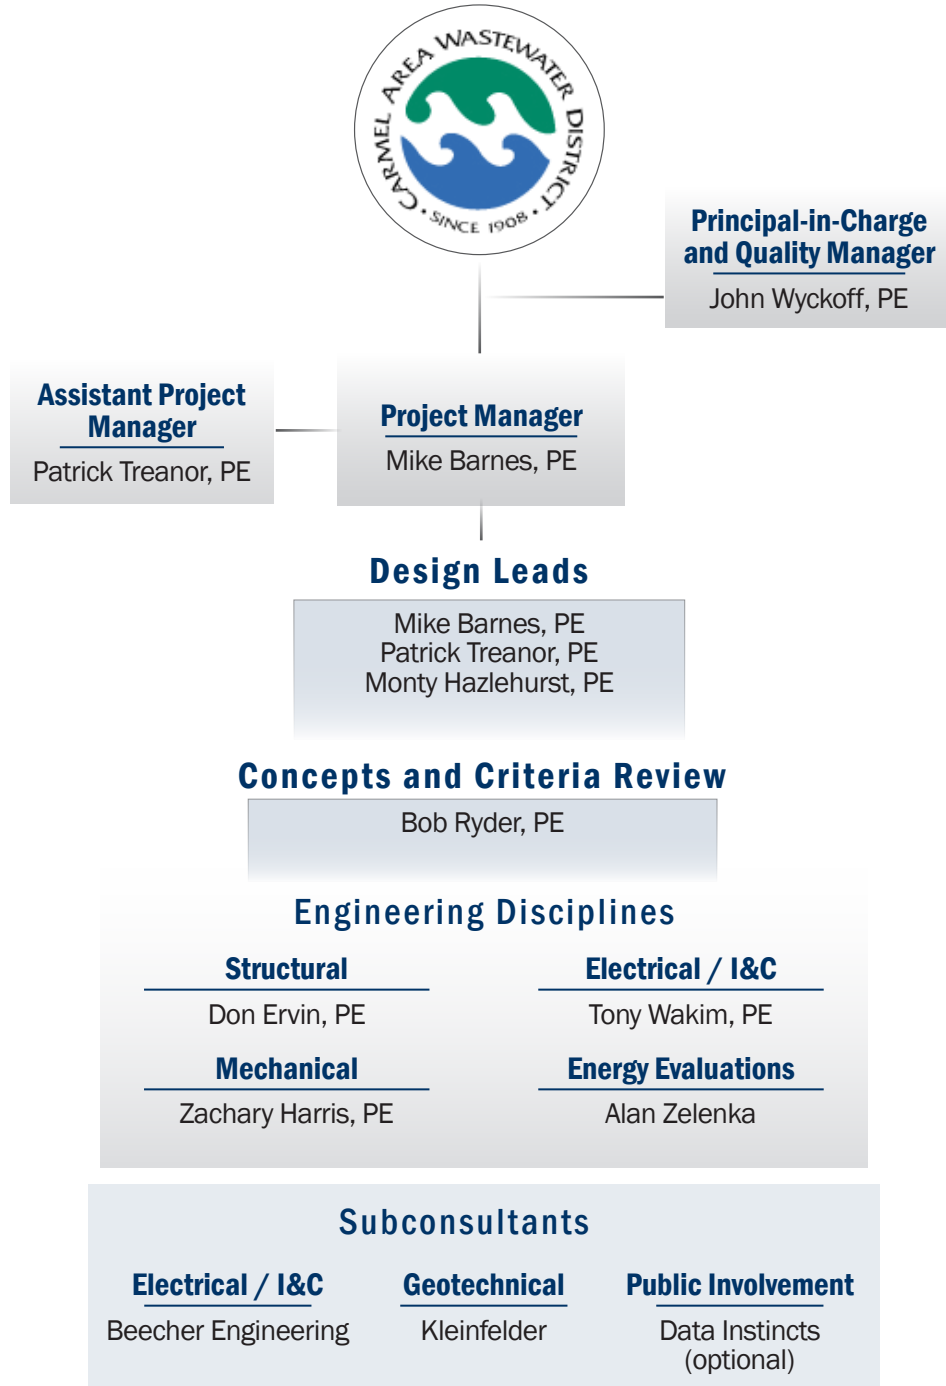 CARMEL AREA WASTEWATER DISTRICT
• SINCE 1908 •
Principal-in-Charge
and Quality Manager
John Wyckoff, PE
Assistant Project
Manager
Patrick Treanor, PE
Project Manager
Mike Barnes, PE
Design Leads
Mike Barnes, PE
Patrick Treanor, PE
Monty Hazlehurst, PE
Concepts and Criteria Review
Bob Ryder, PE
Engineering Disciplines
Structural
Don Ervin, PE
Electrical / I&C
Tony Wakim, PE
Mechanical
Zachary Harris, PE
Energy Evaluations
Alan Zelenka
Subconsultants
Electrical / I&C
Beecher Engineering
Geotechnical
Kleinfelder
Public Involvement
Data Instincts
(optional)